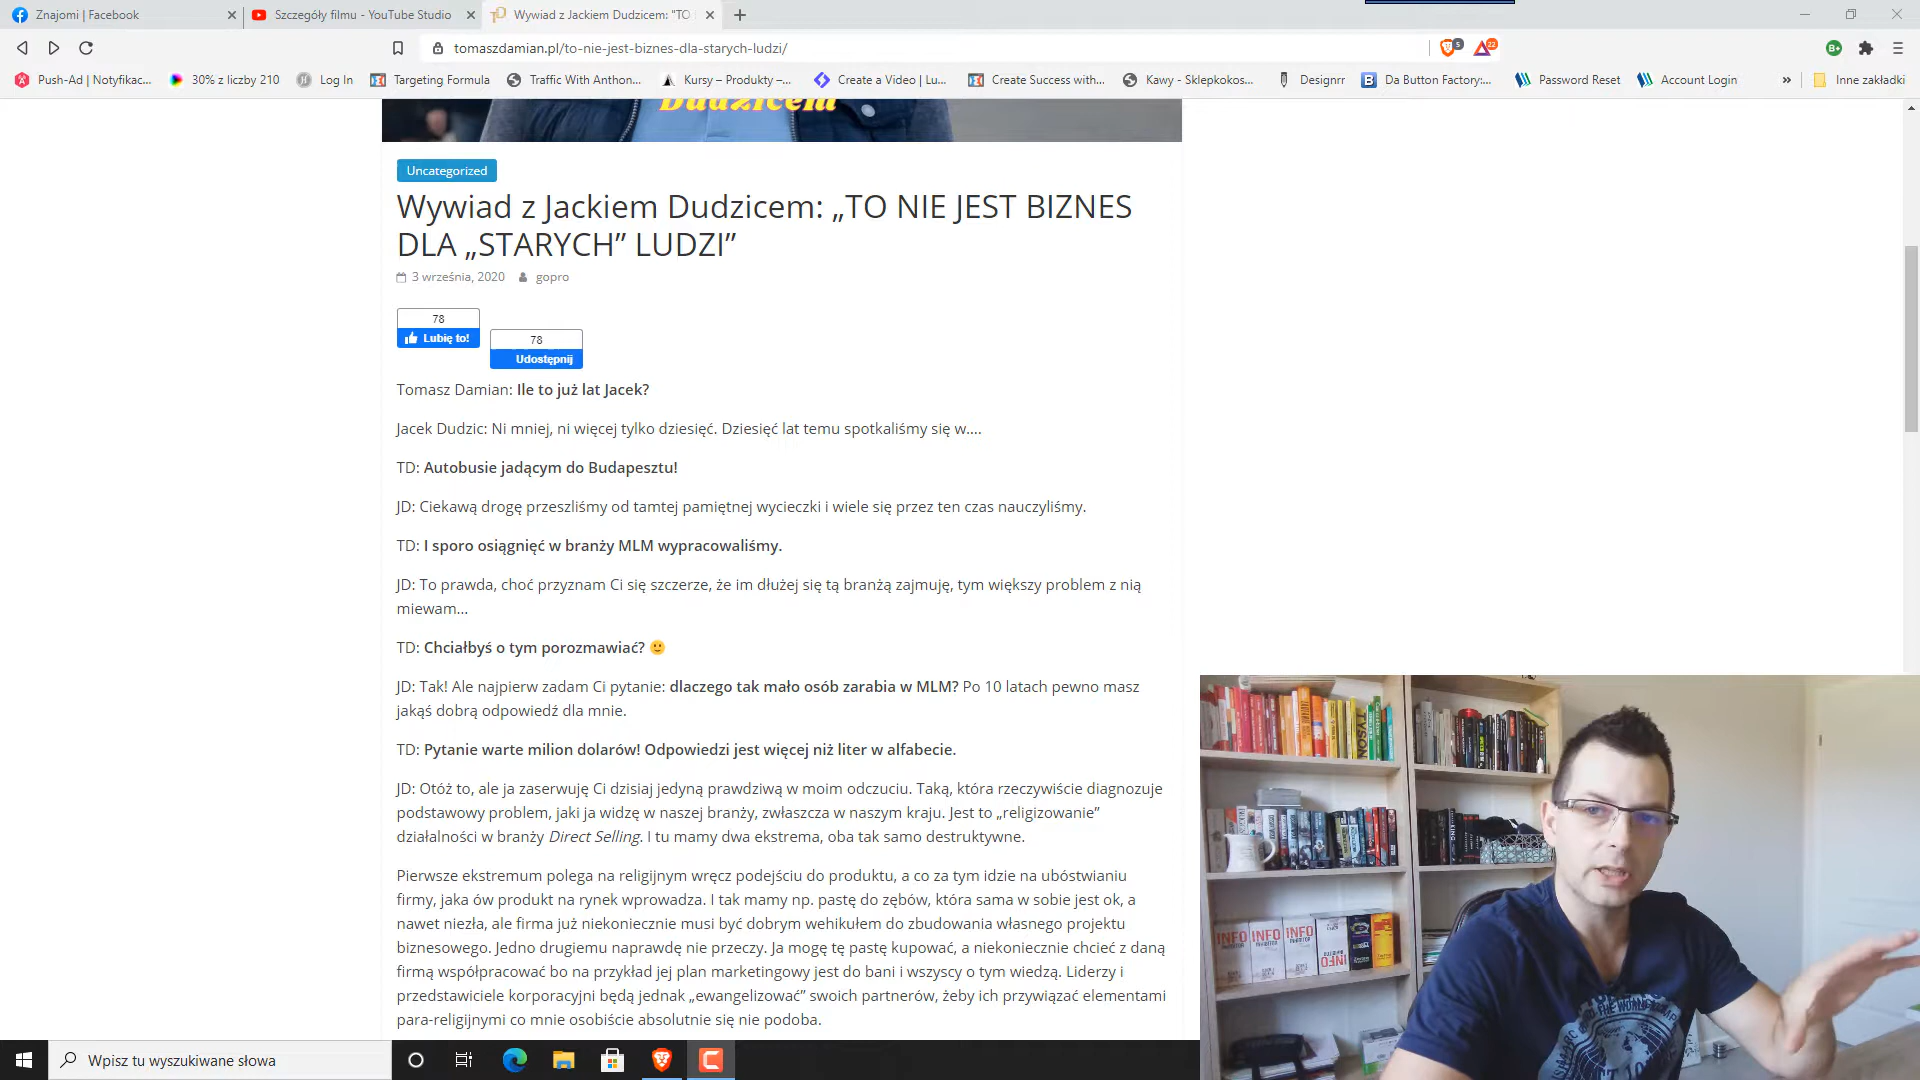 Znajomi | Facebook
Szczegóły filmu - YouTube Studio
Wywiad z Jackiem Dudzicem: "TO
tomaszdamian.pl/to-nie-jest-biznes-dla-starych-ludzi/
5
22
B+
Push-Ad | Notyfikac...
30% z liczby 210
Log In
Targeting Formula
Traffic With Anthon...
Kursy – Produkty –...
Create a Video | Lu...
Create Success with...
Kawy - Sklepkokos...
Designrr
Da Button Factory:...
Password Reset
Account Login
»
Inne zakładki
Dudzicem
Uncategorized
Wywiad z Jackiem Dudzicem: „TO NIE JEST BIZNES
DLA „STARYCH” LUDZI”
3 września, 2020
gopro
78
Lubię to!
78
Udostępnij
Tomasz Damian: Ile to już lat Jacek?
Jacek Dudzic: Ni mniej, ni więcej tylko dziesięć. Dziesięć lat temu spotkaliśmy się w….
TD: Autobusie jadącym do Budapesztu!
JD: Ciekawą drogę przeszliśmy od tamtej pamiętnej wycieczki i wiele się przez ten czas nauczyliśmy.
TD: I sporo osiągnięć w branży MLM wypracowaliśmy.
JD: To prawda, choć przyznam Ci się szczerze, że im dłużej się tą branżą zajmuję, tym większy problem z nią
miewam…
TD: Chciałbyś o tym porozmawiać? 🙂
JD: Tak! Ale najpierw zadam Ci pytanie: dlaczego tak mało osób zarabia w MLM? Po 10 latach pewno masz
jakąś dobrą odpowiedź dla mnie.
TD: Pytanie warte milion dolarów! Odpowiedzi jest więcej niż liter w alfabecie.
JD: Otóż to, ale ja zaserwuję Ci dzisiaj jedyną prawdziwą w moim odczuciu. Taką, która rzeczywiście diagnozuje
podstawowy problem, jaki ja widzę w naszej branży, zwłaszcza w naszym kraju. Jest to „religizowanie”
działalności w branży Direct Selling. I tu mamy dwa ekstrema, oba tak samo destruktywne.
Pierwsze ekstremum polega na religijnym wręcz podejściu do produktu, a co za tym idzie na ubóstwianiu
firmy, jaka ów produkt na rynek wprowadza. I tak mamy np. pastę do zębów, która sama w sobie jest ok, a
nawet niezła, ale firma już niekoniecznie musi być dobrym wehikułem do zbudowania własnego projektu
biznesowego. Jedno drugiemu naprawdę nie przeczy. Ja mogę tę pastę kupować, a niekoniecznie chcieć z daną
firmą współpracować bo na przykład jej plan marketingowy jest do bani i wszyscy o tym wiedzą. Liderzy i
przedstawiciele korporacyjni będą jednak „ewangelizować” swoich partnerów, żeby ich przywiązać elementami
para-religijnymi co mnie osobiście absolutnie się nie podoba.
TYSON
KING
INFO
INFO
INFO
INFO
Wpisz tu wyszukiwane słowa